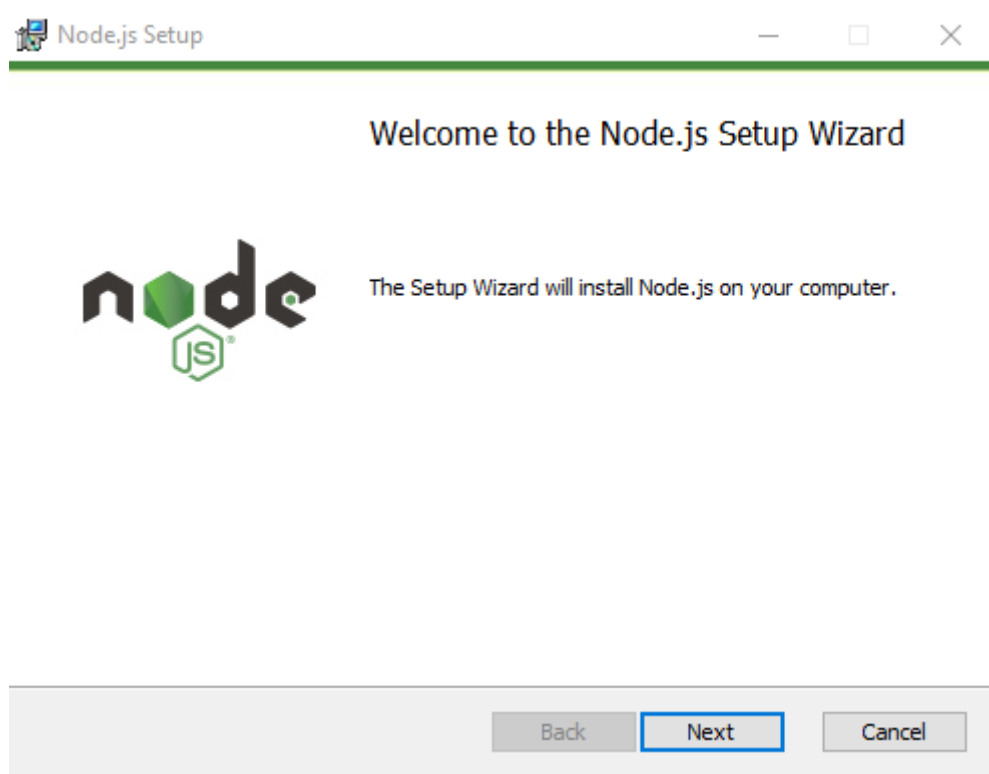 Node.js Setup
Welcome to the Node.js Setup Wizard
The Setup Wizard will install Node.js on your computer.
node
JS®
Back
Next
Cancel